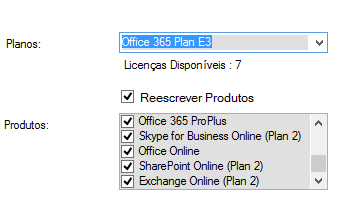 Planos: Office 365 Plan E3
Licenças Disponíveis : 7
Reescrever Produtos
Produtos: Office 365 ProPlus
Skype for Business Online (Plan 2)
Office Online
SharePoint Online (Plan 2)
Exchange Online (Plan 2)